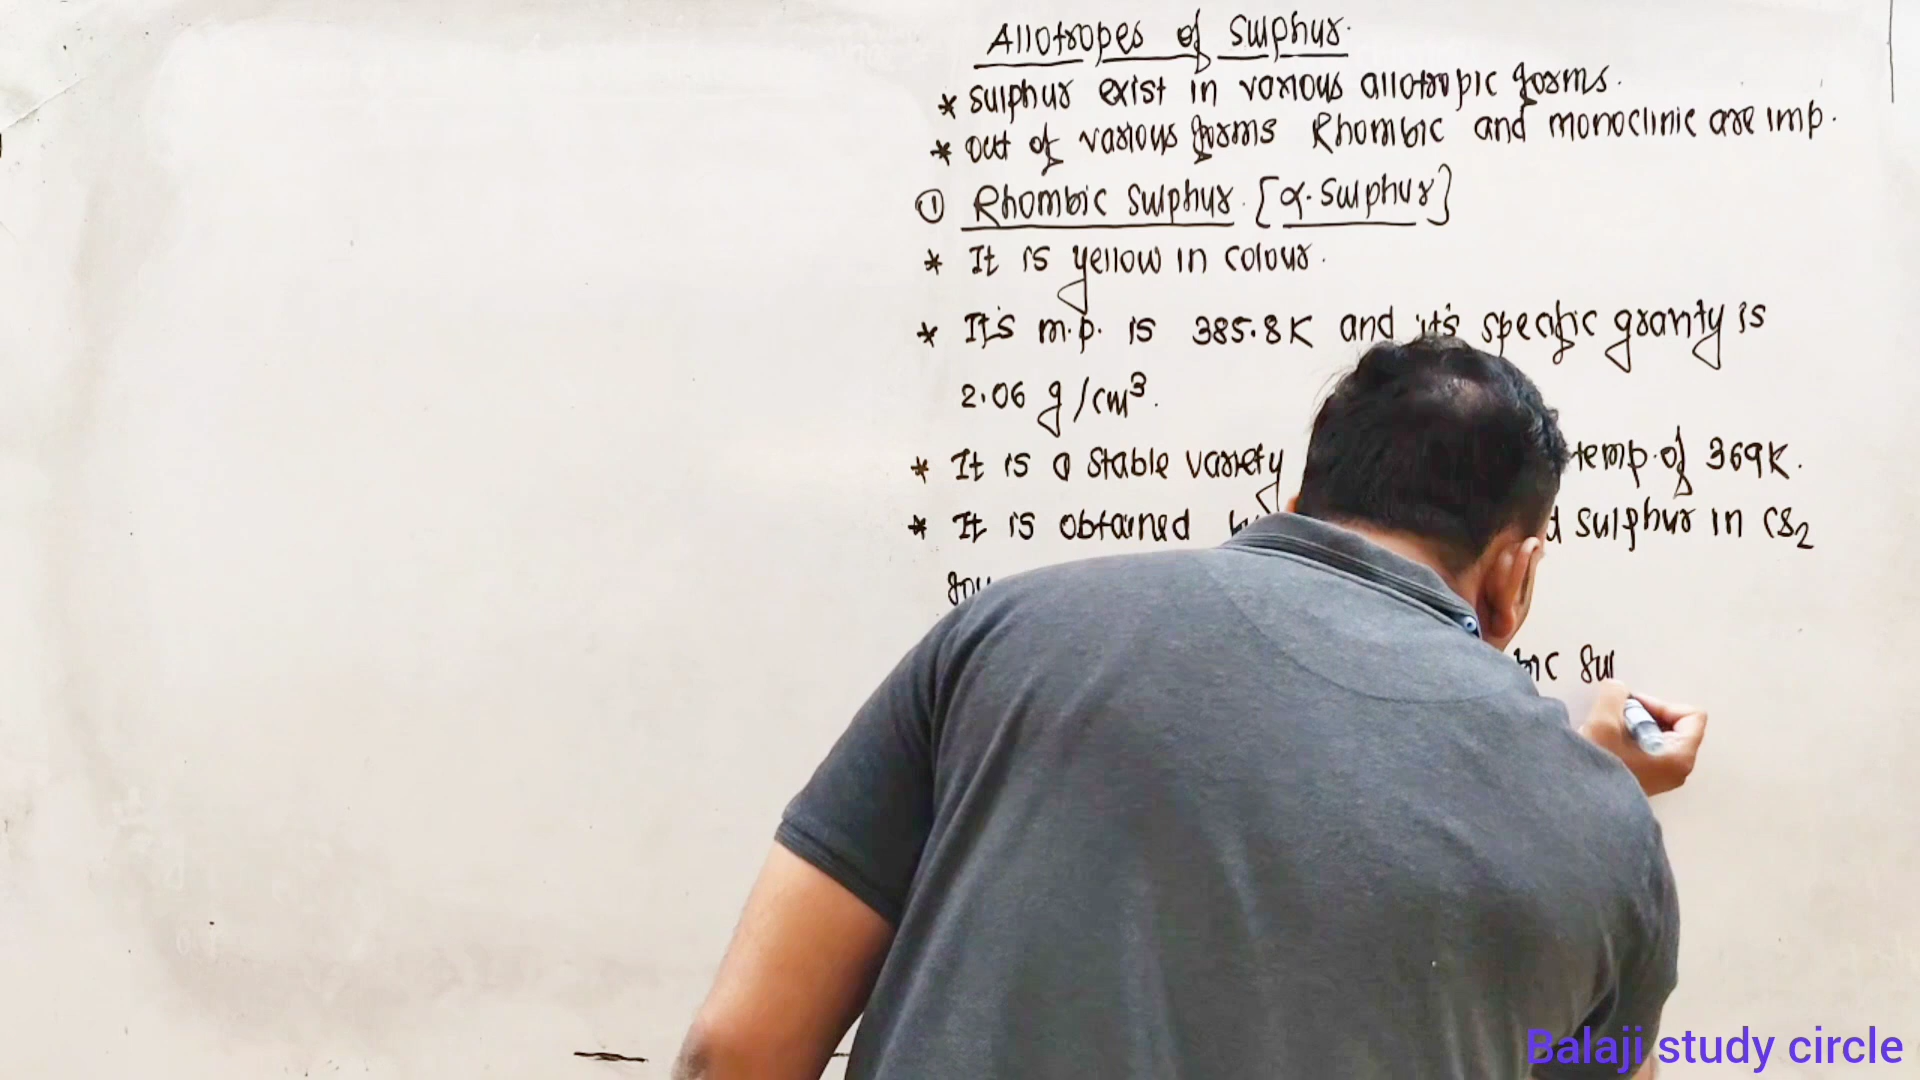 Allotropes of Sulphur.
* Sulphur exist in various allotropic forms.
* out of various forms Rhombic and monoclinic are imp.
① Rhombic Sulphur. [α-Sulphur]
* It is yellow in colour.
* It's m.p. is 385.8K and it's specific gravity is
2.06 g/cm³.
* It is a stable variety temp. of 369K.
* It is obtained sulphur in CS₂
Balaji study circle